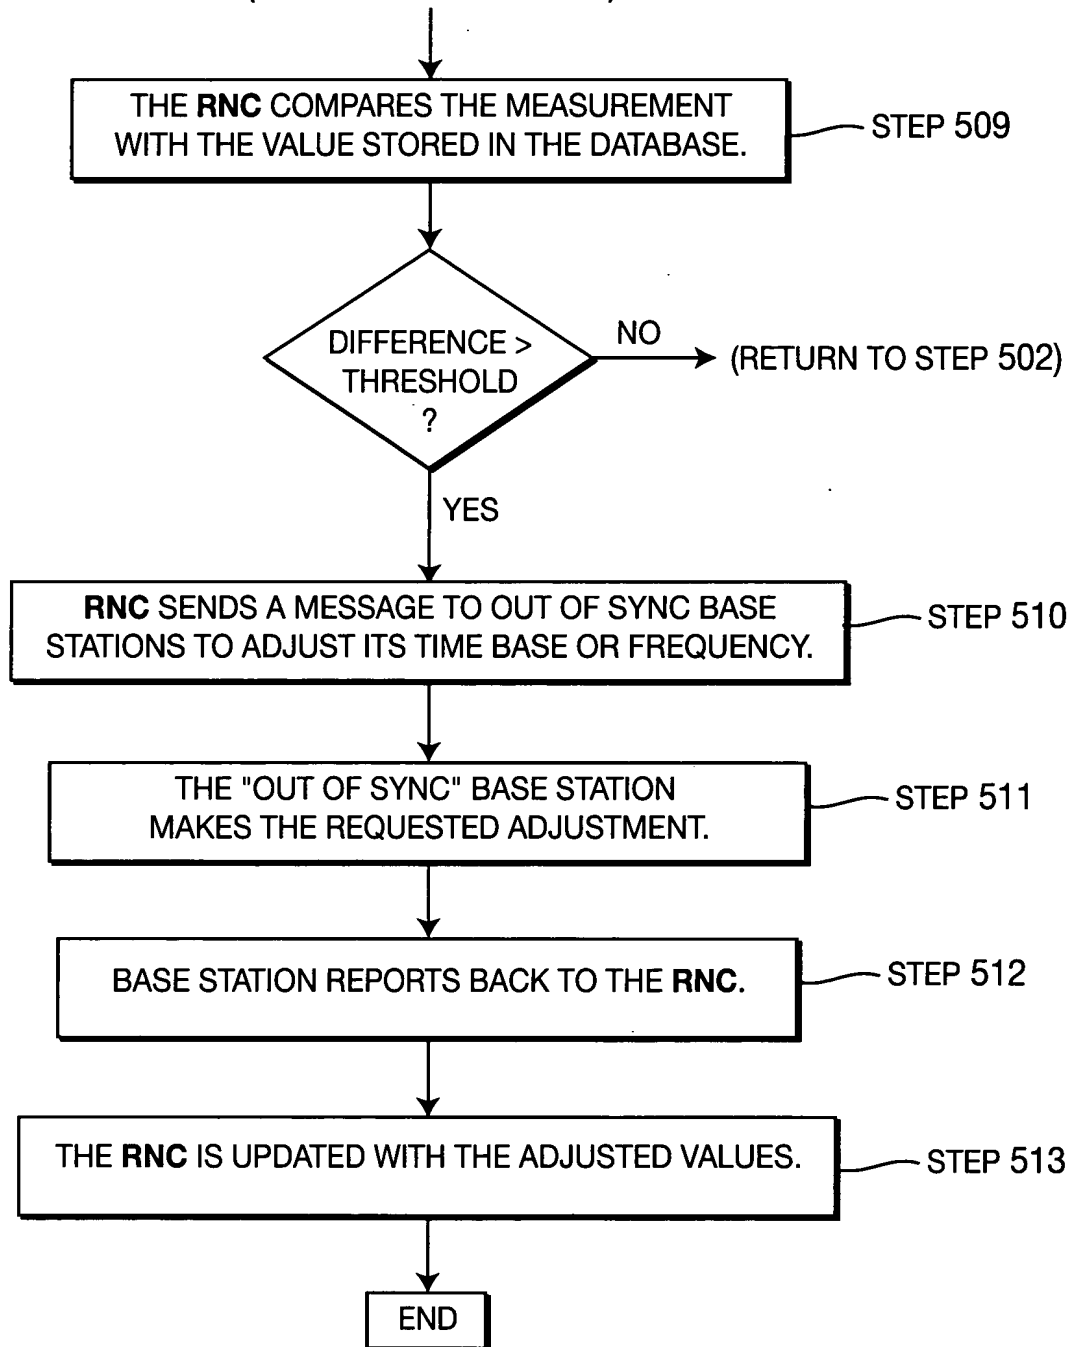 THE RNC COMPARES THE MEASUREMENT
WITH THE VALUE STORED IN THE DATABASE.
STEP 509
DIFFERENCE >
THRESHOLD
?
NO
(RETURN TO STEP 502)
YES
RNC SENDS A MESSAGE TO OUT OF SYNC BASE
STATIONS TO ADJUST ITS TIME BASE OR FREQUENCY.
STEP 510
THE "OUT OF SYNC" BASE STATION
MAKES THE REQUESTED ADJUSTMENT.
STEP 511
BASE STATION REPORTS BACK TO THE RNC.
STEP 512
THE RNC IS UPDATED WITH THE ADJUSTED VALUES.
STEP 513
END